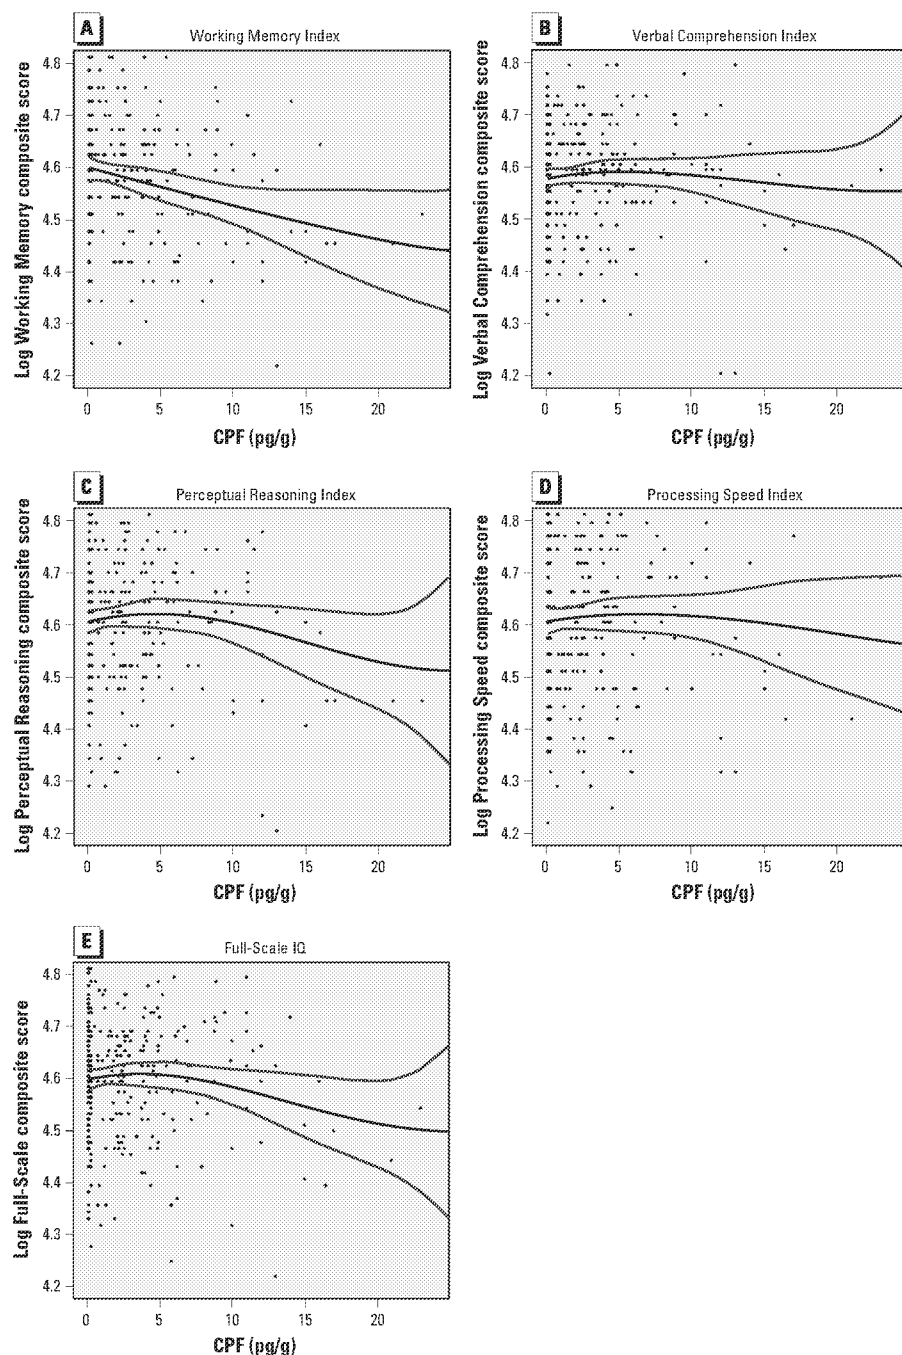 A
Working Memory Index
Log Working Memory composite score
4.8
4.7
4.6
4.5
4.4
4.3
4.2
0 5 10 15 20
CPF (pg/g)
B
Verbal Comprehension Index
Log Verbal Comprehension composite score
4.8
4.7
4.6
4.5
4.4
4.3
4.2
0 5 10 15 20
CPF (pg/g)
C
Perceptual Reasoning Index
Log Perceptual Reasoning composite score
4.8
4.7
4.6
4.5
4.4
4.3
4.2
0 5 10 15 20
CPF (pg/g)
D
Processing Speed Index
Log Processing Speed composite score
4.8
4.7
4.6
4.5
4.4
4.3
4.2
0 5 10 15 20
CPF (pg/g)
E
Full-Scale IQ
Log Full-Scale composite score
4.8
4.7
4.6
4.5
4.4
4.3
4.2
0 5 10 15 20
CPF (pg/g)